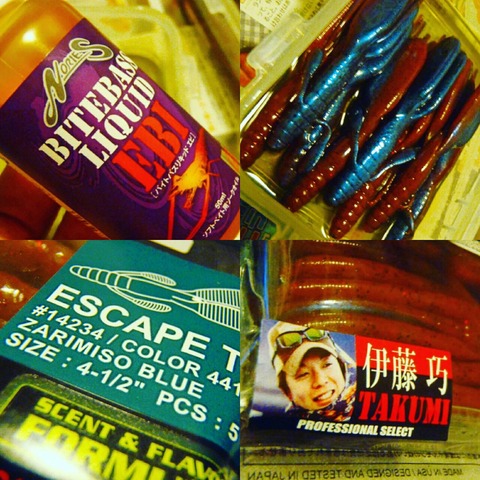 NORIES
BITEBASS
LIQUID
EBI
[バイトバスリキッド エビ]
ESCAPE T
#14234 / COLOR 441
ZARIMISO BLUE
SIZE : 4-1/2" PCS : 5
SCENT & FLAV
FORMU
伊藤 巧
TAKUMI
PROFESSIONAL SELECT
MADE IN USA / DESIGNED AND TESTED IN JAPAN